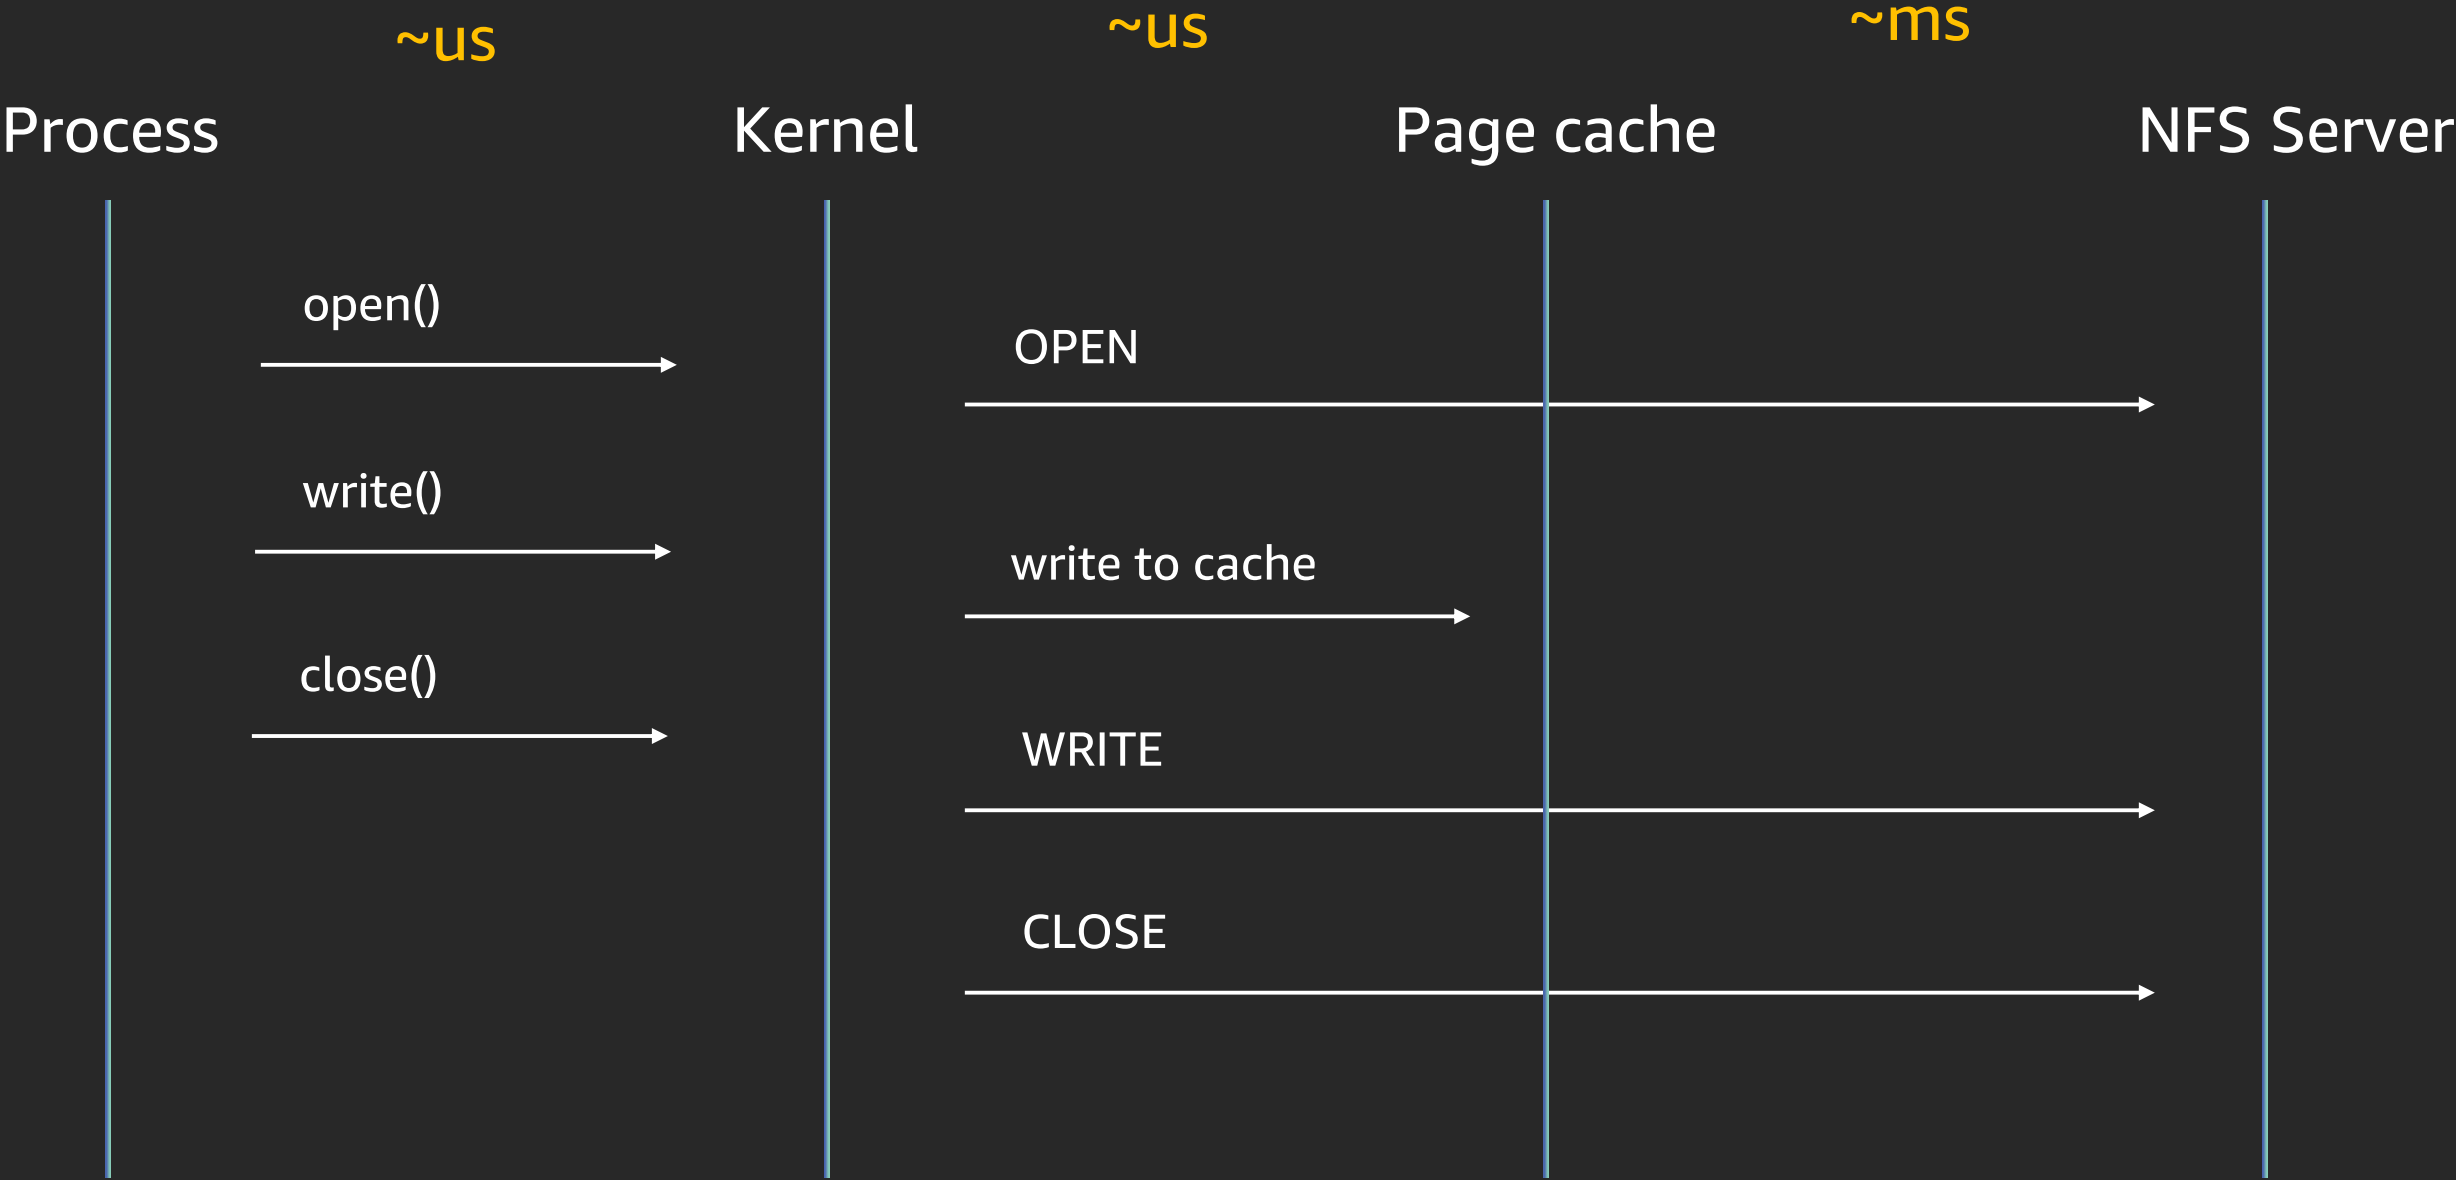 ~us
~us
~ms
Process
Kernel
Page cache
NFS Server
open()
OPEN
write()
write to cache
close()
WRITE
CLOSE